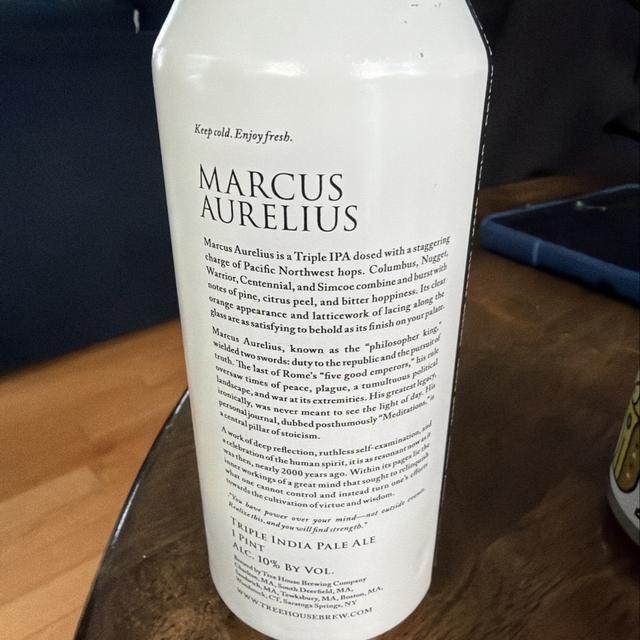 Keep cold. Enjoy fresh.
MARCUS
AURELIUS
Marcus Aurelius is a Triple IPA dosed with a staggering
charge of Pacific Northwest hops. Columbus, Nugget,
Warrior, Centennial, and Simcoe combine and burst with
notes of pine, citrus peel, and bitter hoppiness. Its clear
orange appearance and latticework of lacing along the
glass are as satisfying to behold as its finish on your palate.
Marcus Aurelius, known as the "philosopher king,"
wielded two swords: duty to the republic and the pursuit of
truth. The last of Rome's "five good emperors," his rule
oversaw times of peace, plague, a tumultuous political
landscape, and war at its extremities. His greatest legacy,
ironically, was never meant to see the light of day. His
personal journal, dubbed posthumously "Meditations," is
a central pillar of stoicism.
A work of deep reflection, ruthless self-examination, and
a celebration of the human spirit, it is as resonant now as it
was then, nearly 2000 years ago. Within its pages lie the
inner workings of a great mind that sought to relinquish
what one cannot control and instead turn one's efforts
towards the cultivation of virtue and wisdom.
"You have power over your mind—not outside events.
Realize this, and you will find strength."
TRIPLE INDIA PALE ALE
1 PINT
ALC. 10% BY VOL.
Brewed by Tree House Brewing Company
Charlton, MA, South Deerfield, MA,
Sandwich, MA, Tewksbury, MA, Boston, MA,
Woodstock, CT, Saratoga Springs, NY
WWW.TREEHOUSEBREW.COM